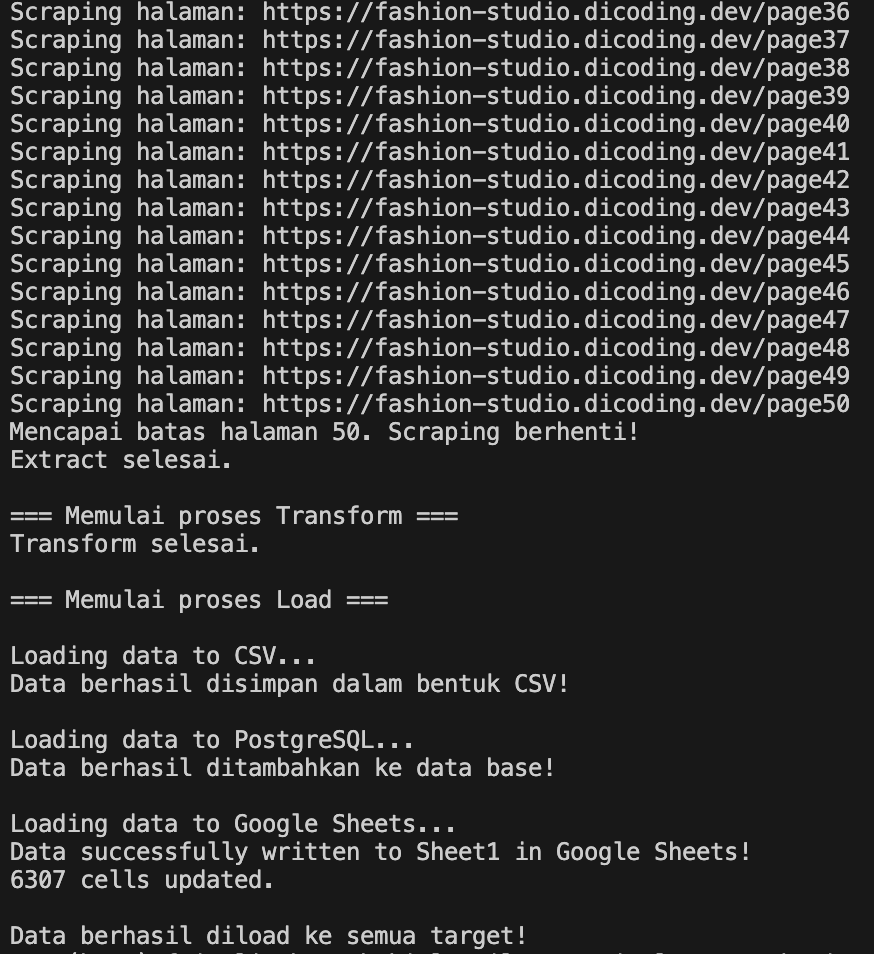 Scraping halaman: https://fashion-studio.dicoding.dev/page36
Scraping halaman: https://fashion-studio.dicoding.dev/page37
Scraping halaman: https://fashion-studio.dicoding.dev/page38
Scraping halaman: https://fashion-studio.dicoding.dev/page39
Scraping halaman: https://fashion-studio.dicoding.dev/page40
Scraping halaman: https://fashion-studio.dicoding.dev/page41
Scraping halaman: https://fashion-studio.dicoding.dev/page42
Scraping halaman: https://fashion-studio.dicoding.dev/page43
Scraping halaman: https://fashion-studio.dicoding.dev/page44
Scraping halaman: https://fashion-studio.dicoding.dev/page45
Scraping halaman: https://fashion-studio.dicoding.dev/page46
Scraping halaman: https://fashion-studio.dicoding.dev/page47
Scraping halaman: https://fashion-studio.dicoding.dev/page48
Scraping halaman: https://fashion-studio.dicoding.dev/page49
Scraping halaman: https://fashion-studio.dicoding.dev/page50
Mencapai batas halaman 50. Scraping berhenti!
Extract selesai.
=== Memulai proses Transform ===
Transform selesai.
=== Memulai proses Load ===
Loading data to CSV...
Data berhasil disimpan dalam bentuk CSV!
Loading data to PostgreSQL...
Data berhasil ditambahkan ke data base!
Loading data to Google Sheets...
Data successfully written to Sheet1 in Google Sheets!
6307 cells updated.
Data berhasil diload ke semua target!